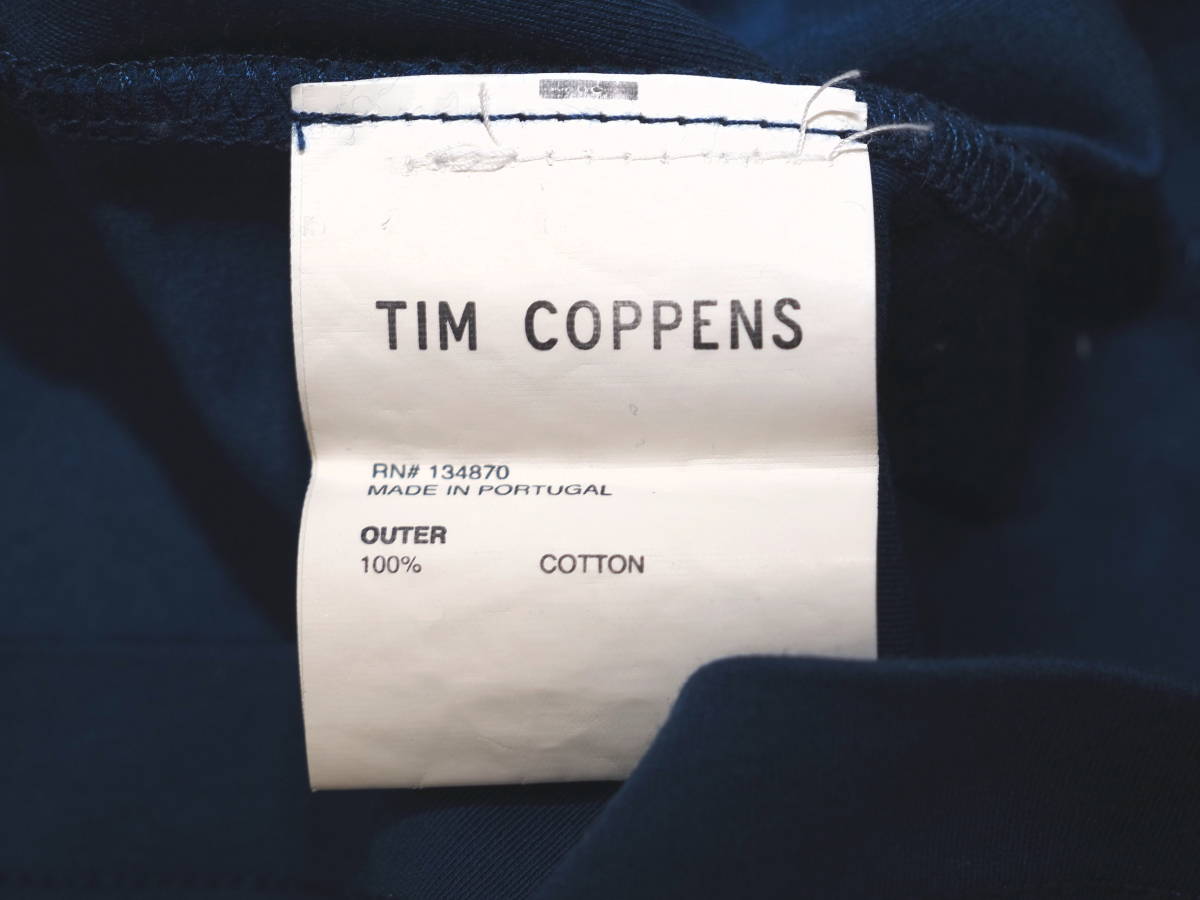 TIM COPPENS
RN# 134870
MADE IN PORTUGAL
OUTER
100% COTTON